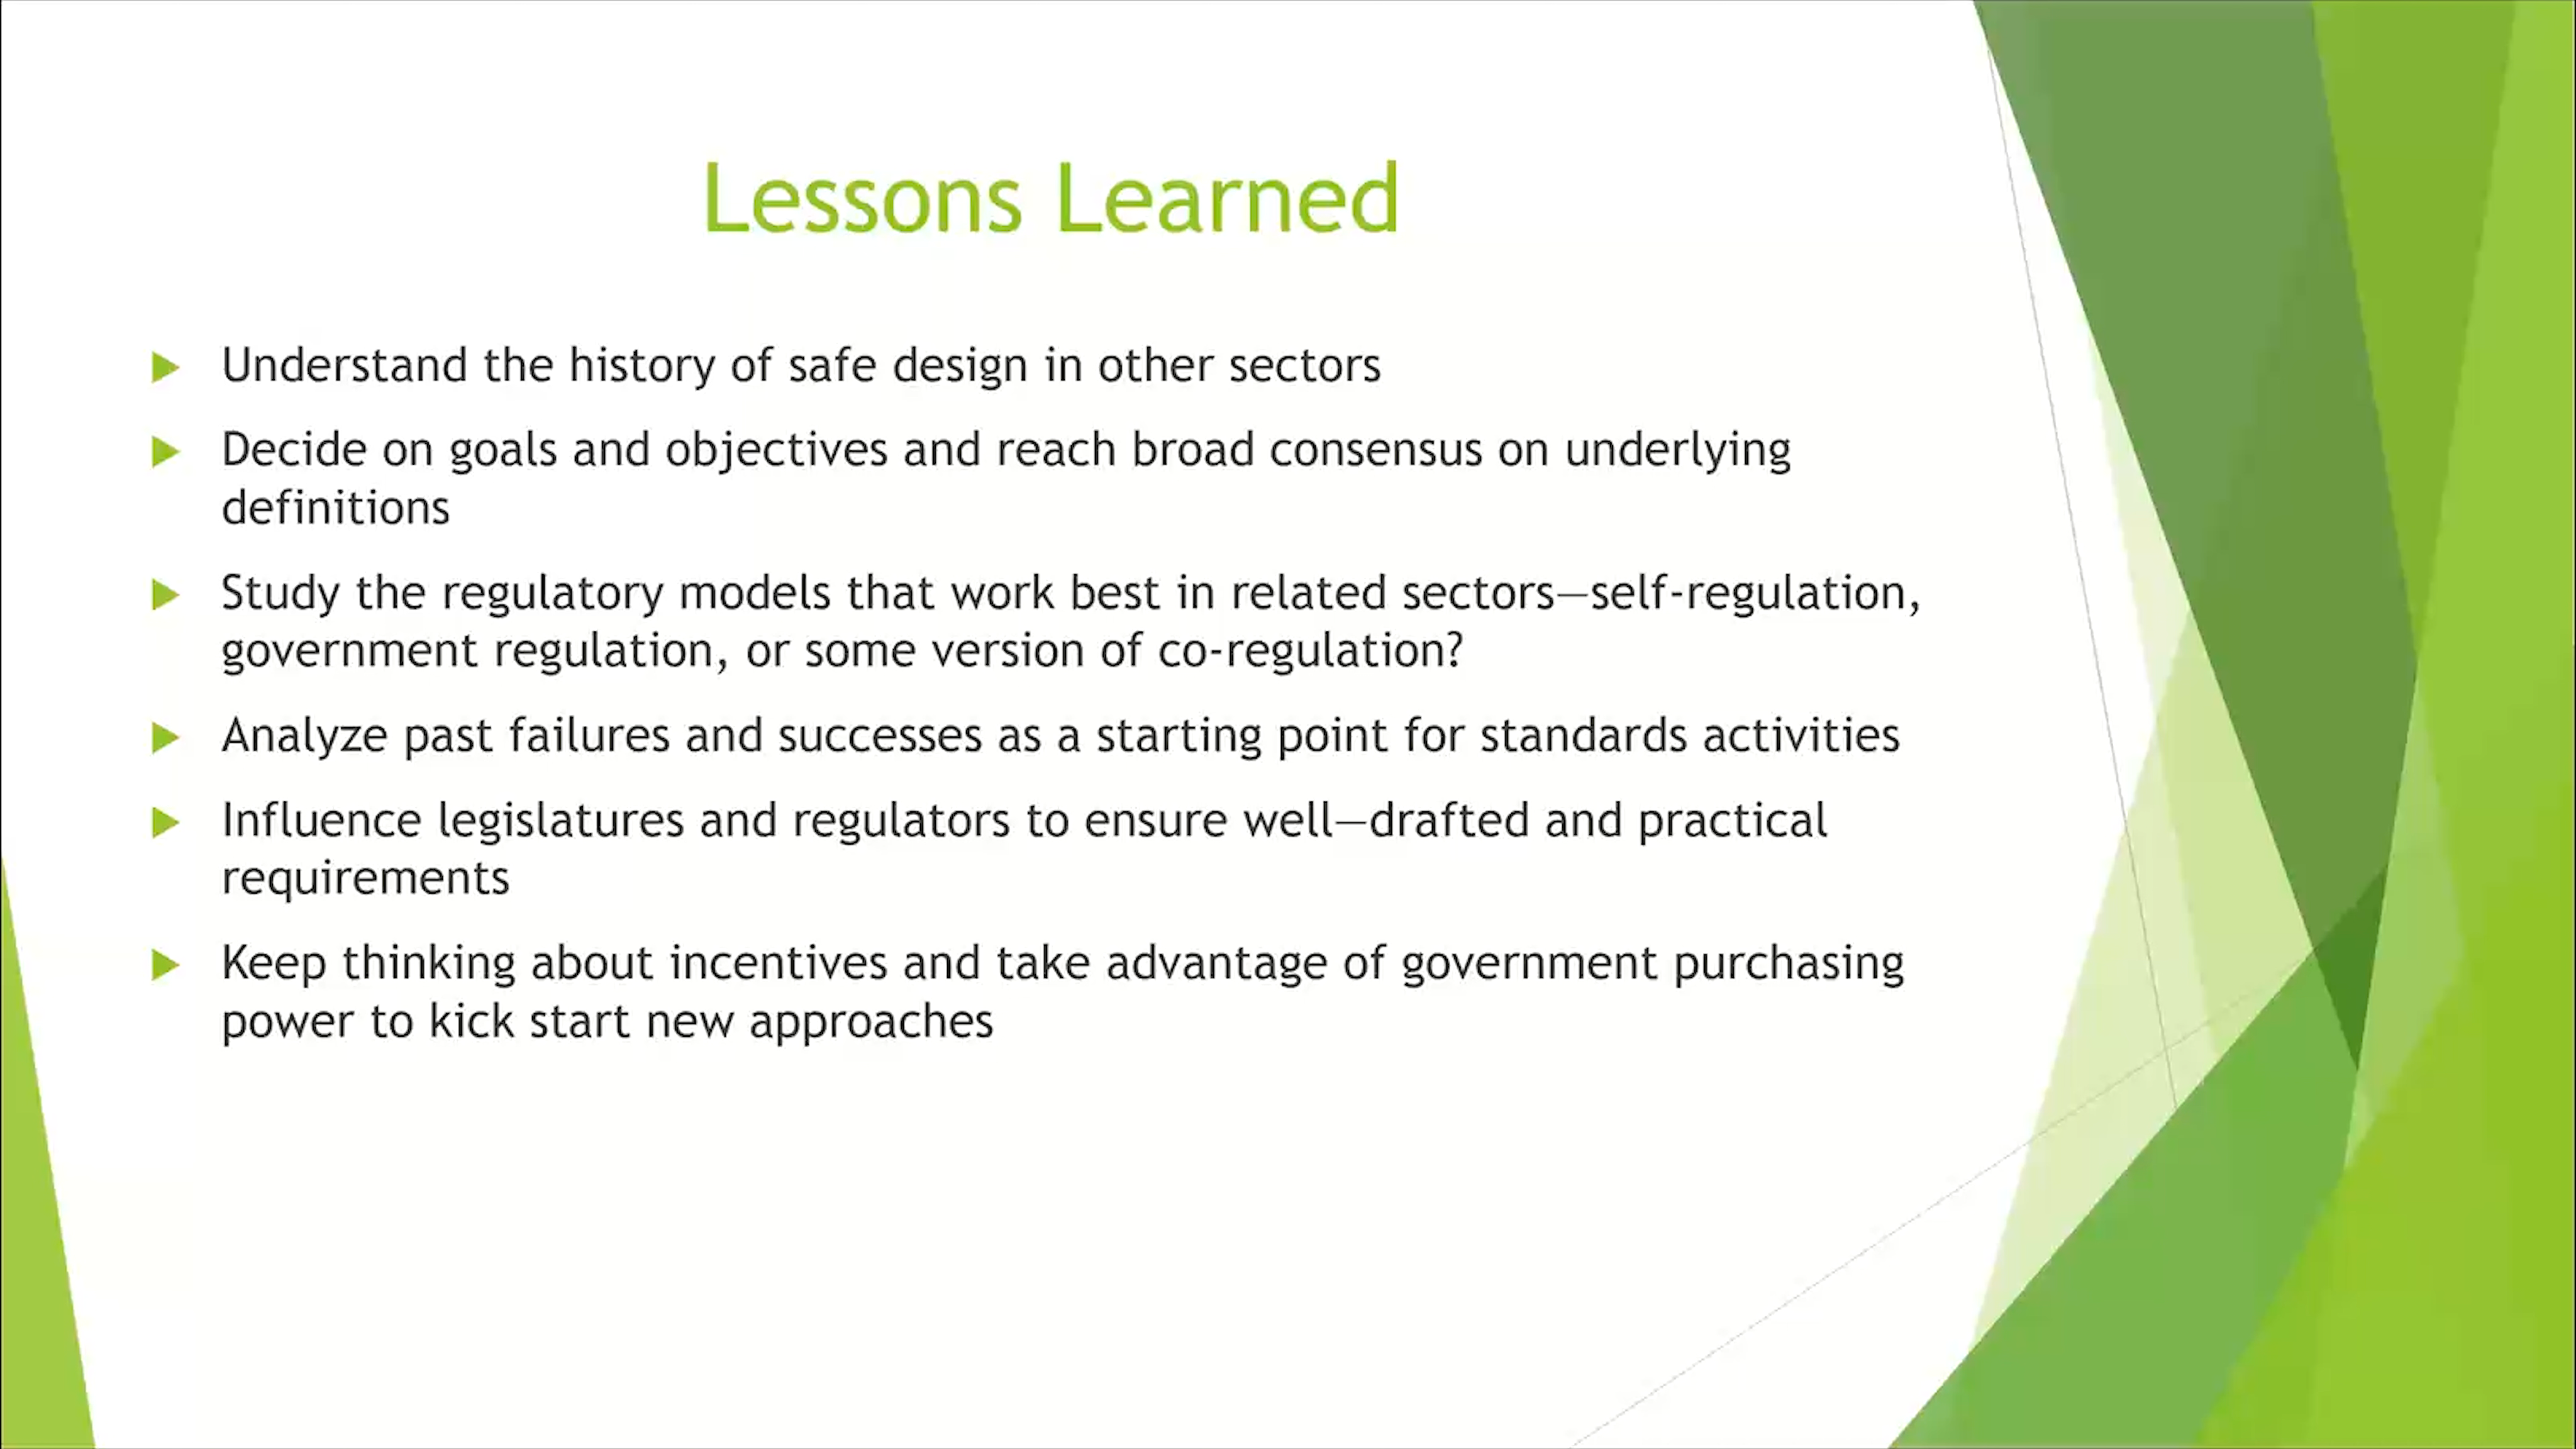 Lessons Learned
Understand the history of safe design in other sectors
Decide on goals and objectives and reach broad consensus on underlying
definitions
Study the regulatory models that work best in related sectors—self-regulation,
government regulation, or some version of co-regulation?
Analyze past failures and successes as a starting point for standards activities
Influence legislatures and regulators to ensure well—drafted and practical
requirements
Keep thinking about incentives and take advantage of government purchasing
power to kick start new approaches